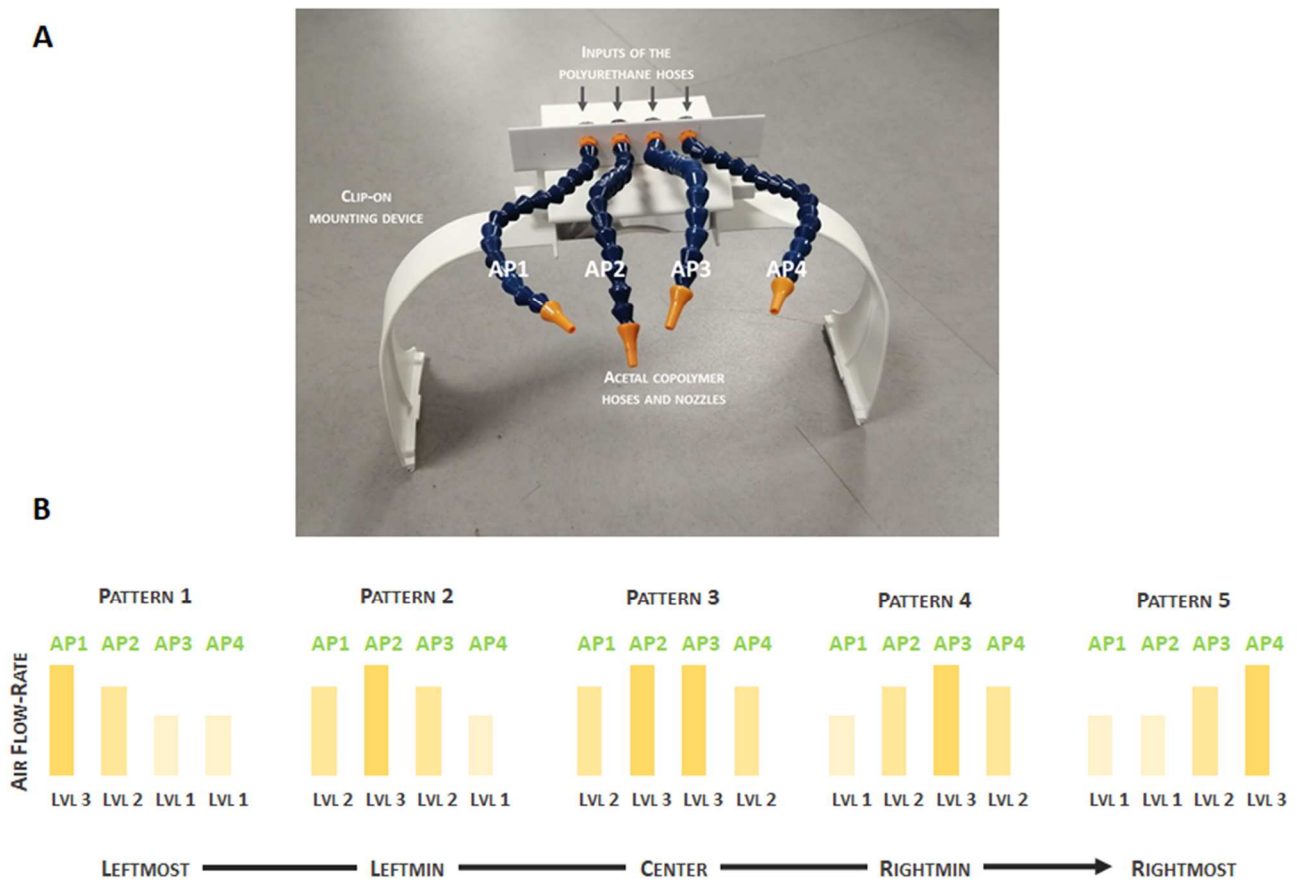 A
INPUTS OF THE
POLYURETHANE HOSES
CLIP-ON
MOUNTING DEVICE
AP1 AP2 AP3 AP4
ACETAL COPOLYMER
HOSES AND NOZZLES
B
PATTERN 1 PATTERN 2 PATTERN 3 PATTERN 4 PATTERN 5
AP1 AP2 AP3 AP4 AP1 AP2 AP3 AP4 AP1 AP2 AP3 AP4 AP1 AP2 AP3 AP4 AP1 AP2 AP3 AP4
AIR FLOW-RATE
LVL 3 LVL 2 LVL 1 LVL 1 LVL 2 LVL 3 LVL 2 LVL 1 LVL 2 LVL 3 LVL 3 LVL 2 LVL 1 LVL 2 LVL 3 LVL 2 LVL 1 LVL 1 LVL 2 LVL 3
LEFTMOST LEFTMIN CENTER RIGHTMIN RIGHTMOST